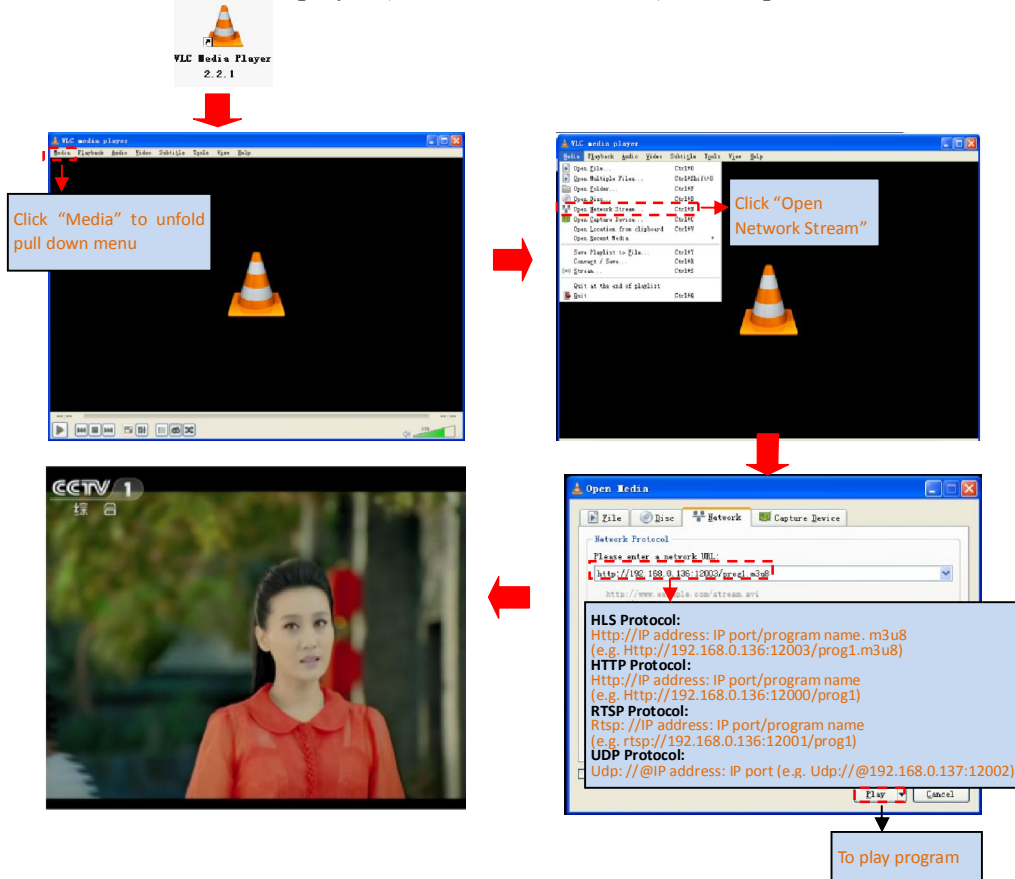 VLC Media Player
2.2.1
VLC media player
Media Playback Audio Video Subtitle Tools View Help
Click “Media” to unfold
pull down menu
VLC media player
Media Playback Audio Video Subtitle Tools View Help
Open File... Ctrl+O
Open Multiple Files... Ctrl+Shift+O
Open Folder... Ctrl+F
Open Disc... Ctrl+D
Open Network Stream... Ctrl+N
Open Capture Device... Ctrl+C
Open Location from clipboard Ctrl+V
Open Recent Media
Save Playlist to File... Ctrl+Y
Convert / Save... Ctrl+R
Stream... Ctrl+S
Quit at the end of playlist
Quit Ctrl+Q
Click “Open
Network Stream”
CCTV 1
综合
Open Media
File Disc Network Capture Device
Network Protocol
Please enter a network URL:
http://192.168.0.136:12003/prog1.m3u8
http://www.example.com/stream.avi
HLS Protocol:
Http://IP address: IP port/program name. m3u8
(e.g. Http://192.168.0.136:12003/prog1.m3u8)
HTTP Protocol:
Http://IP address: IP port/program name
(e.g. Http://192.168.0.136:12000/prog1)
RTSP Protocol:
Rtsp: //IP address: IP port/program name
(e.g. rtsp://192.168.0.136:12001/prog1)
UDP Protocol:
Udp: //@IP address: IP port (e.g. Udp://@192.168.0.137:12002)
Play Cancel
To play program